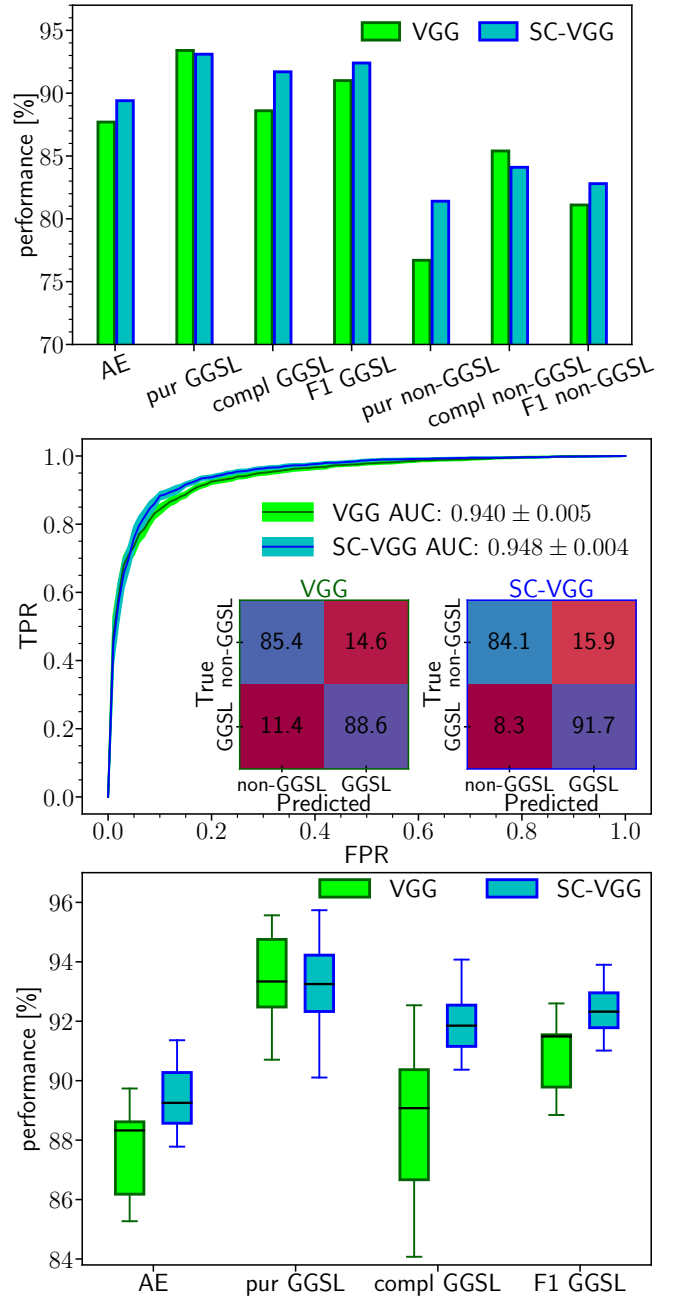 95
90
85
80
75
70
performance [%]
VGG
SC-VGG
AE
pur GGSL
compl GGSL
F1 GGSL
pur non-GGSL
compl non-GGSL
F1 non-GGSL
1.0
0.8
0.6
0.4
0.2
0.0
TPR
VGG AUC: 0.940 ± 0.005
SC-VGG AUC: 0.948 ± 0.004
VGG
85.4 14.6
11.4 88.6
True
non-GGSL
GGSL
non-GGSL GGSL
Predicted
SC-VGG
84.1 15.9
8.3 91.7
True
non-GGSL
GGSL
non-GGSL GGSL
Predicted
0.0 0.2 0.4 0.6 0.8 1.0
FPR
96
94
92
90
88
86
84
performance [%]
VGG
SC-VGG
AE
pur GGSL
compl GGSL
F1 GGSL